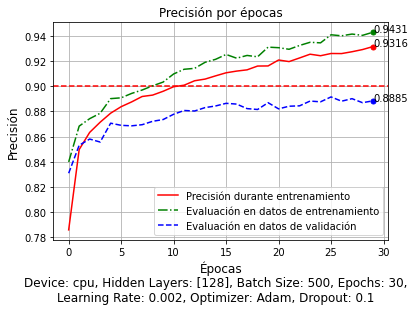 Precisión por épocas
0.9431
0.9316
0.8885
Precisión
0.94
0.92
0.90
0.88
0.86
0.84
0.82
0.80
0.78
Precisión durante entrenamiento
Evaluación en datos de entrenamiento
Evaluación en datos de validación
0
5
10
15
20
25
30
Épocas
Device: cpu, Hidden Layers: [128], Batch Size: 500, Epochs: 30,
Learning Rate: 0.002, Optimizer: Adam, Dropout: 0.1